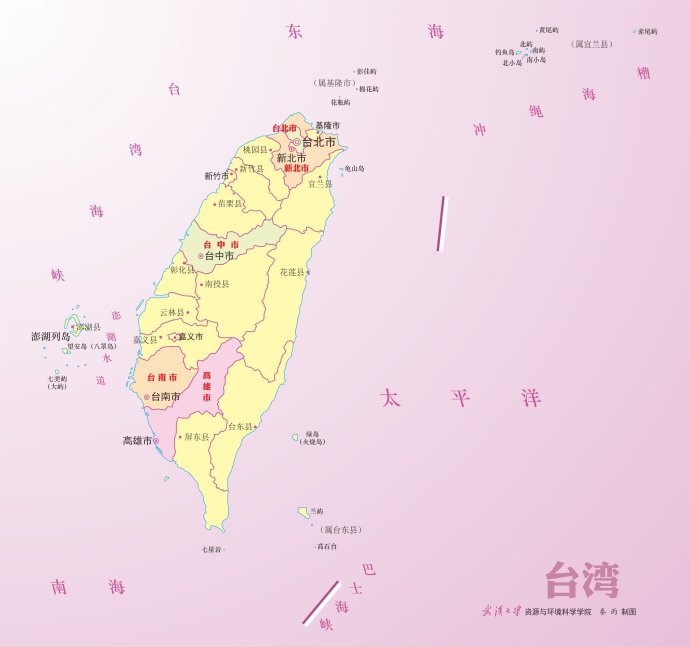 东海
黄尾屿
赤尾屿
北屿
钓鱼岛
南屿
北小岛
南小岛
（属宜兰县）
冲绳海槽
彭佳屿
（属基隆市）
棉花屿
花瓶屿
台湾海峡
台北市
基隆市
台北市
桃园县
新北市
新北市
龟山岛
新竹县
新竹市
宜兰县
苗栗县
台中市
台中市
彰化县
花莲县
南投县
云林县
澎湖县
澎湖列岛
望安岛（八罩岛）
澎湖水道
嘉义县
嘉义市
七美屿
（大屿）
台南市
高雄市
台南市
太平洋
高雄市
屏东县
台东县
绿岛
（火烧岛）
兰屿
（属台东县）
七星岩
高石台
南海
巴士海峡
台湾
武汉大学 资源与环境科学学院 秦雨 制图